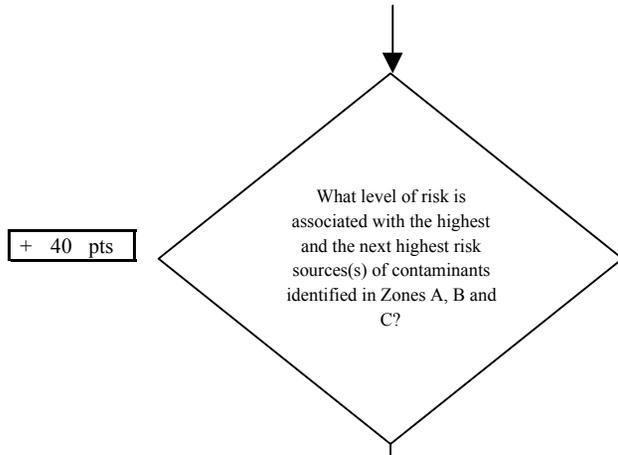 What level of risk is
associated with the highest
and the next highest risk
+ 40 pts
sources(s) of contaminants
identified in Zones A, B and
C?